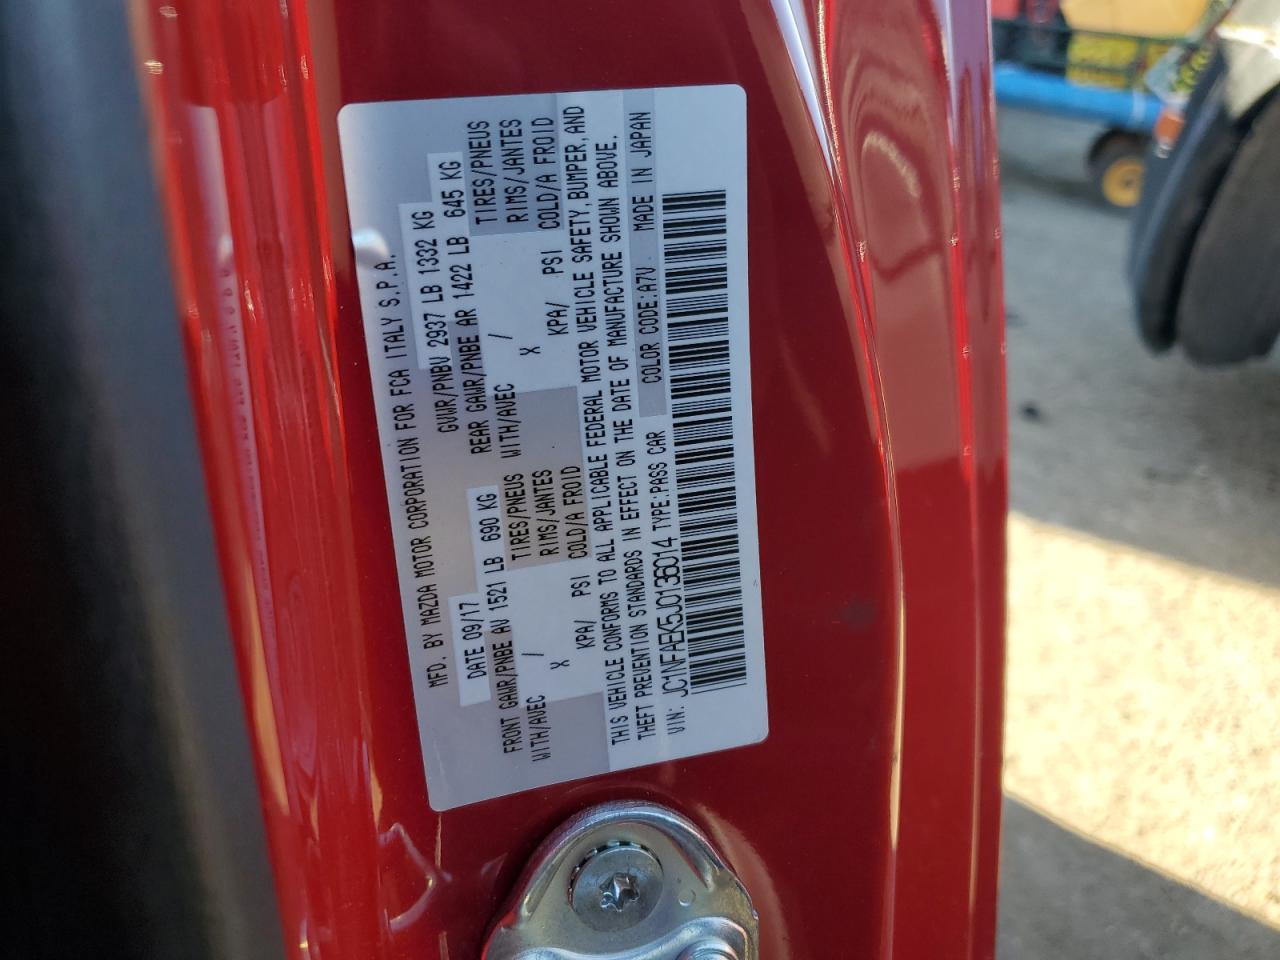 MFD. BY MAZDA MOTOR CORPORATION FOR FCA ITALY S.P.A.
DATE 09/17 GVWR/PNBV 2937 LB 1332 KG
FRONT GAWR/PNBE AV 1521 LB 690 KG REAR GAWR/PNBE AR 1422 LB 645 KG
WITH/AVEC TIRES/PNEUS WITH/AVEC TIRES/PNEUS
X / RIMS/JANTES X / RIMS/JANTES
KPA/ PSI COLD/A FROID KPA/ PSI COLD/A FROID
THIS VEHICLE CONFORMS TO ALL APPLICABLE FEDERAL MOTOR VEHICLE SAFETY, BUMPER, AND
THEFT PREVENTION STANDARDS IN EFFECT ON THE DATE OF MANUFACTURE SHOWN ABOVE.
VIN: JC1NFAEK5J0136014 TYPE:PASS CAR COLOR CODE:A7V MADE IN JAPAN